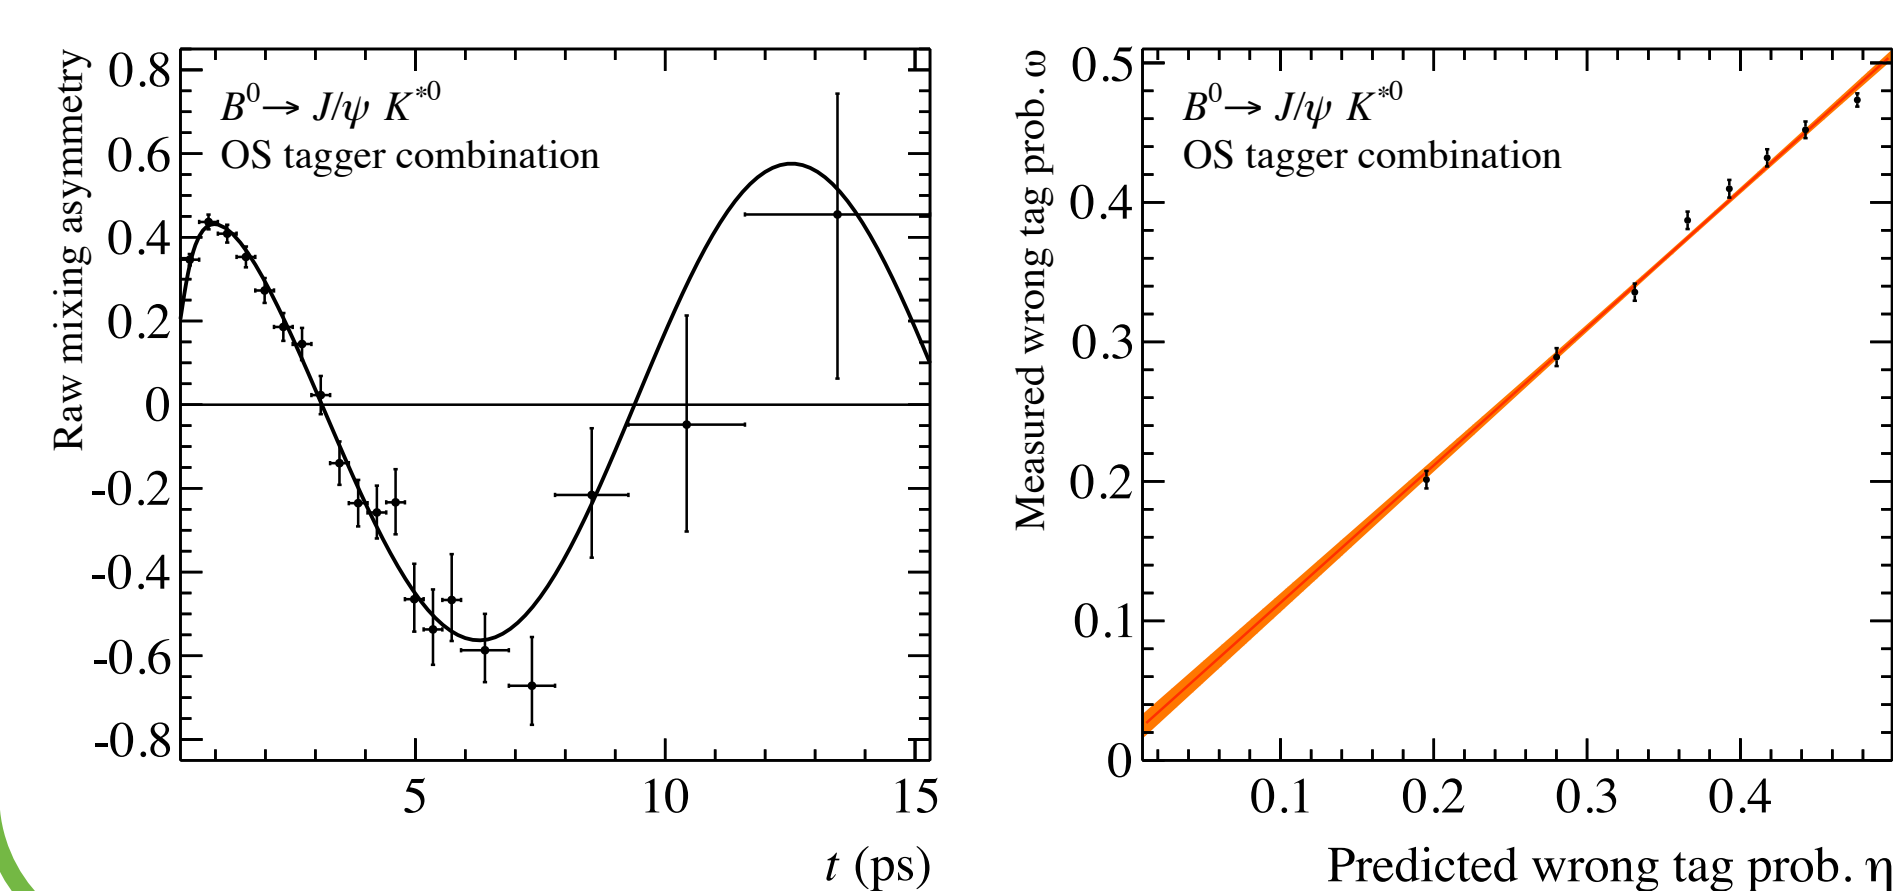 Raw mixing asymmetry
0.8
0.6
0.4
0.2
0
-0.2
-0.4
-0.6
-0.8
B⁰→ J/ψ K*⁰
OS tagger combination
5 10 15
t (ps)
Measured wrong tag prob. ω
0.5
0.4
0.3
0.2
0.1
0
B⁰→ J/ψ K*⁰
OS tagger combination
0.1 0.2 0.3 0.4
Predicted wrong tag prob. η